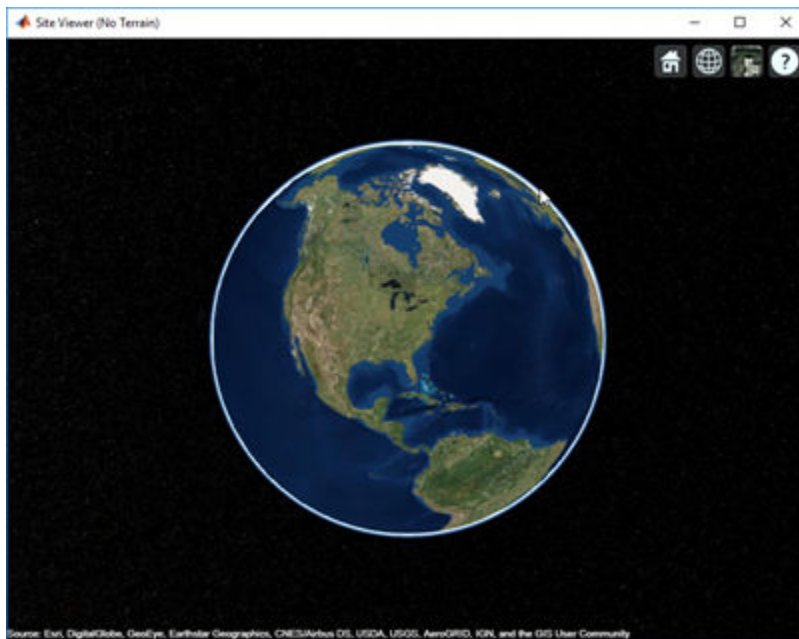 Site Viewer (No Terrain)
?
Source: Esri, DigitalGlobe, GeoEye, Earthstar Geographics, CNES/Airbus DS, USDA, USGS, AeroGRID, IGN, and the GIS User Community